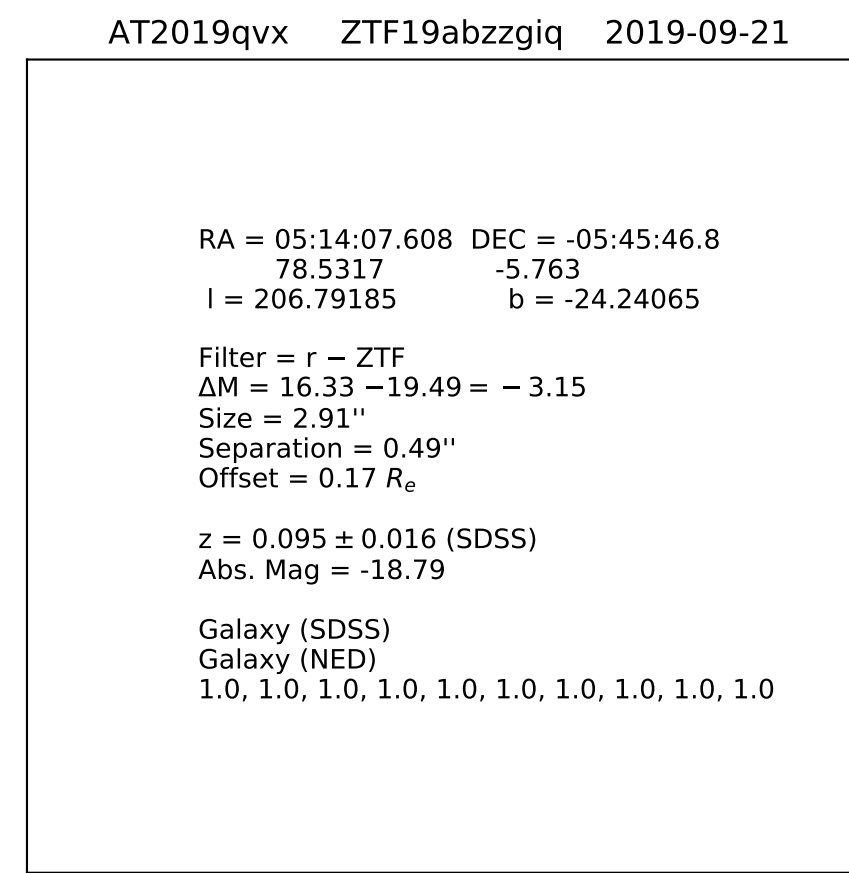 AT2019qvx ZTF19abzzgiq 2019-09-21
RA = 05:14:07.608 DEC = -05:45:46.8
78.5317 -5.763
l = 206.79185 b = -24.24065
Filter = r − ZTF
ΔM = 16.33 −19.49 = −3.15
Size = 2.91''
Separation = 0.49''
Offset = 0.17 Rₑ
z = 0.095 ± 0.016 (SDSS)
Abs. Mag = -18.79
Galaxy (SDSS)
Galaxy (NED)
1.0, 1.0, 1.0, 1.0, 1.0, 1.0, 1.0, 1.0, 1.0, 1.0